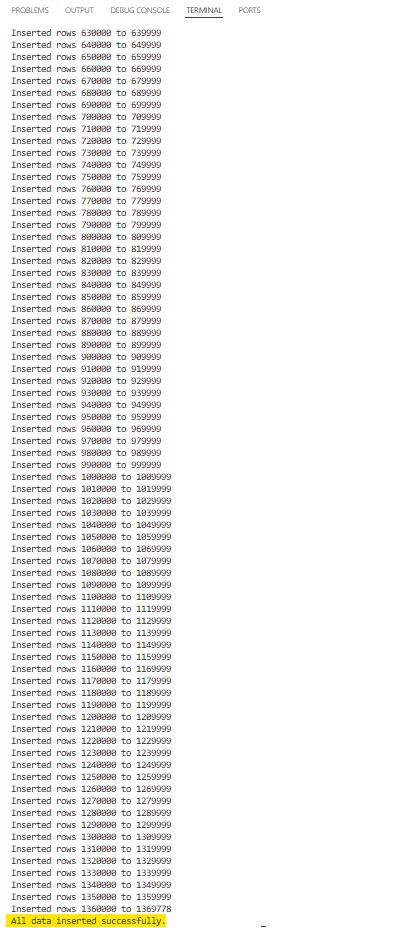 PROBLEMS OUTPUT DEBUG CONSOLE TERMINAL PORTS
Inserted rows 630000 to 639999
Inserted rows 640000 to 649999
Inserted rows 650000 to 659999
Inserted rows 660000 to 669999
Inserted rows 670000 to 679999
Inserted rows 680000 to 689999
Inserted rows 690000 to 699999
Inserted rows 700000 to 709999
Inserted rows 710000 to 719999
Inserted rows 720000 to 729999
Inserted rows 730000 to 739999
Inserted rows 740000 to 749999
Inserted rows 750000 to 759999
Inserted rows 760000 to 769999
Inserted rows 770000 to 779999
Inserted rows 780000 to 789999
Inserted rows 790000 to 799999
Inserted rows 800000 to 809999
Inserted rows 810000 to 819999
Inserted rows 820000 to 829999
Inserted rows 830000 to 839999
Inserted rows 840000 to 849999
Inserted rows 850000 to 859999
Inserted rows 860000 to 869999
Inserted rows 870000 to 879999
Inserted rows 880000 to 889999
Inserted rows 890000 to 899999
Inserted rows 900000 to 909999
Inserted rows 910000 to 919999
Inserted rows 920000 to 929999
Inserted rows 930000 to 939999
Inserted rows 940000 to 949999
Inserted rows 950000 to 959999
Inserted rows 960000 to 969999
Inserted rows 970000 to 979999
Inserted rows 980000 to 989999
Inserted rows 990000 to 999999
Inserted rows 1000000 to 1009999
Inserted rows 1010000 to 1019999
Inserted rows 1020000 to 1029999
Inserted rows 1030000 to 1039999
Inserted rows 1040000 to 1049999
Inserted rows 1050000 to 1059999
Inserted rows 1060000 to 1069999
Inserted rows 1070000 to 1079999
Inserted rows 1080000 to 1089999
Inserted rows 1090000 to 1099999
Inserted rows 1100000 to 1109999
Inserted rows 1110000 to 1119999
Inserted rows 1120000 to 1129999
Inserted rows 1130000 to 1139999
Inserted rows 1140000 to 1149999
Inserted rows 1150000 to 1159999
Inserted rows 1160000 to 1169999
Inserted rows 1170000 to 1179999
Inserted rows 1180000 to 1189999
Inserted rows 1190000 to 1199999
Inserted rows 1200000 to 1209999
Inserted rows 1210000 to 1219999
Inserted rows 1220000 to 1229999
Inserted rows 1230000 to 1239999
Inserted rows 1240000 to 1249999
Inserted rows 1250000 to 1259999
Inserted rows 1260000 to 1269999
Inserted rows 1270000 to 1279999
Inserted rows 1280000 to 1289999
Inserted rows 1290000 to 1299999
Inserted rows 1300000 to 1309999
Inserted rows 1310000 to 1319999
Inserted rows 1320000 to 1329999
Inserted rows 1330000 to 1339999
Inserted rows 1340000 to 1349999
Inserted rows 1350000 to 1359999
Inserted rows 1360000 to 1369778
All data inserted successfully.